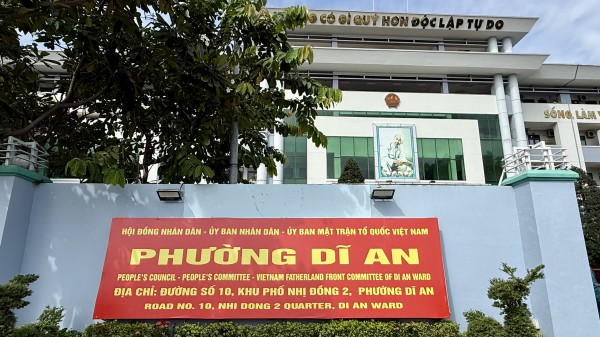 CÓ GÌ QUÝ HƠN ĐỘC LẬP TỰ DO
SỐNG, LÀM
HỘI ĐỒNG NHÂN DÂN - ỦY BAN NHÂN DÂN - ỦY BAN MẶT TRẬN TỔ QUỐC VIỆT NAM
PHƯỜNG DĨ AN
PEOPLE'S COUNCIL - PEOPLE'S COMMITTEE - VIETNAM FATHERLAND FRONT COMMITTEE OF DI AN WARD
ĐỊA CHỈ: ĐƯỜNG SỐ 10, KHU PHỐ NHỊ ĐỒNG 2, PHƯỜNG DĨ AN
ROAD NO. 10, NHI DONG 2 QUARTER, DI AN WARD